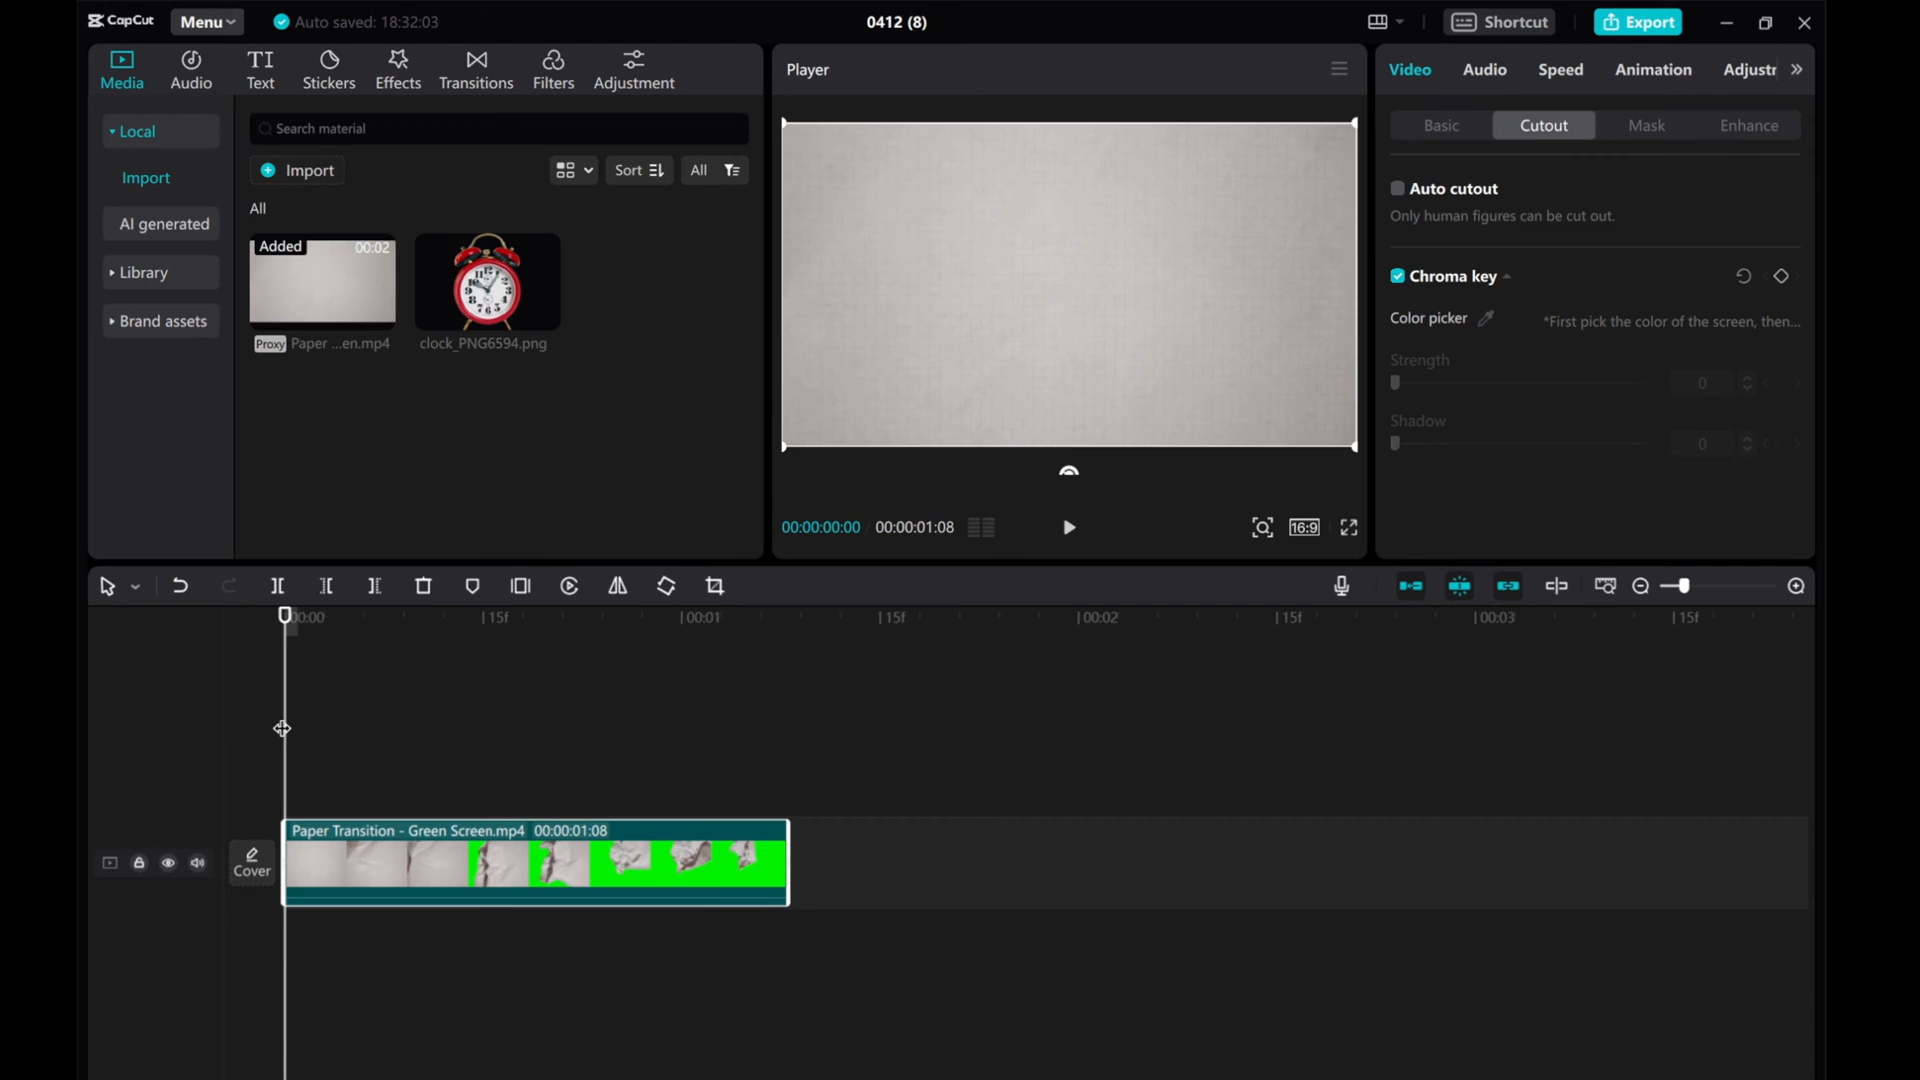 CapCut Menu Auto saved: 18:32:03 0412 (8) Shortcut Export
Media Audio Text Stickers Effects Transitions Filters Adjustment
Player
Video Audio Speed Animation Adjustr
Local
Import
AI generated
Library
Brand assets
Search material
Import Sort All
All
Added 00:02
Proxy Paper ...en.mp4 clock_PNG6594.png
00:00:00:00 00:00:01:08 16:9
Basic Cutout Mask Enhance
Auto cutout
Only human figures can be cut out.
Chroma key
Color picker *First pick the color of the screen, then...
Strength
0
Shadow
0
00:00 15f 00:01 15f 00:02 15f 00:03 15f
Cover
Paper Transition - Green Screen.mp4 00:00:01:08